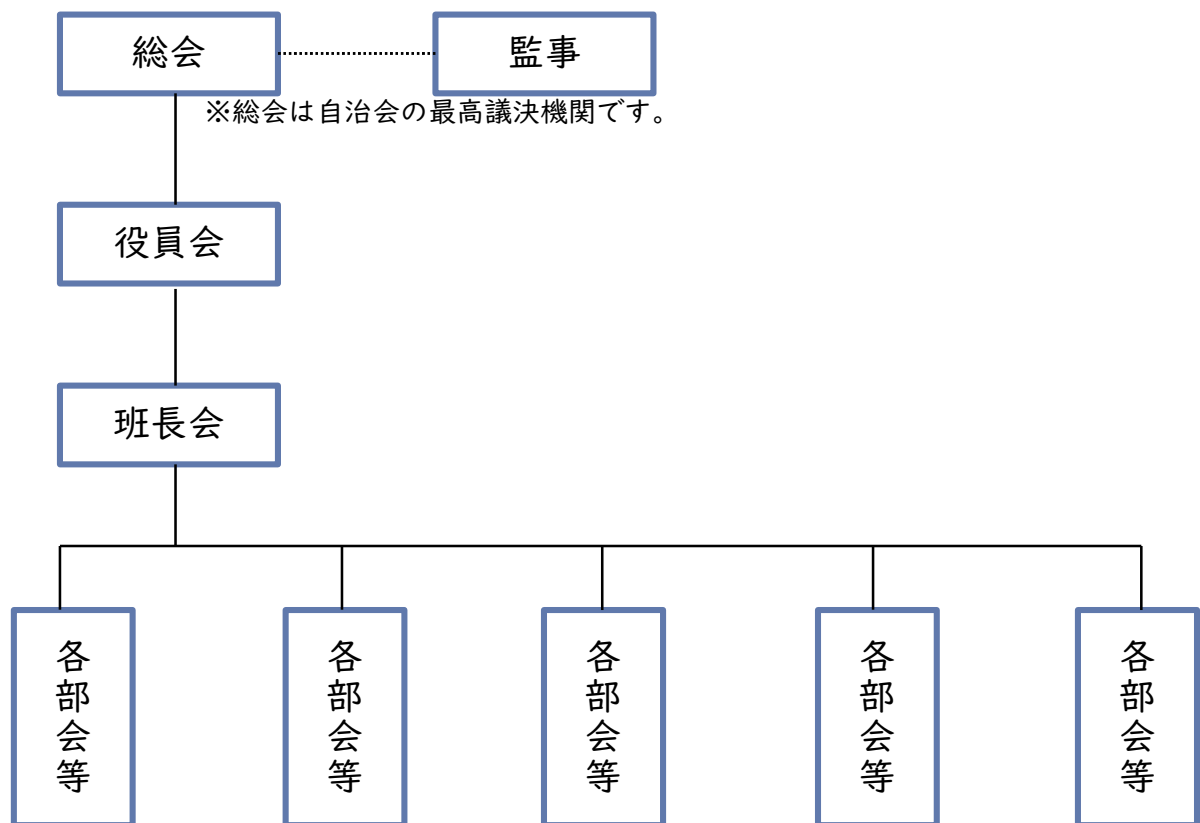 総会
監事
※総会は自治会の最高議決機関です。
役員会
班長会
各部会等
各部会等
各部会等
各部会等
各部会等